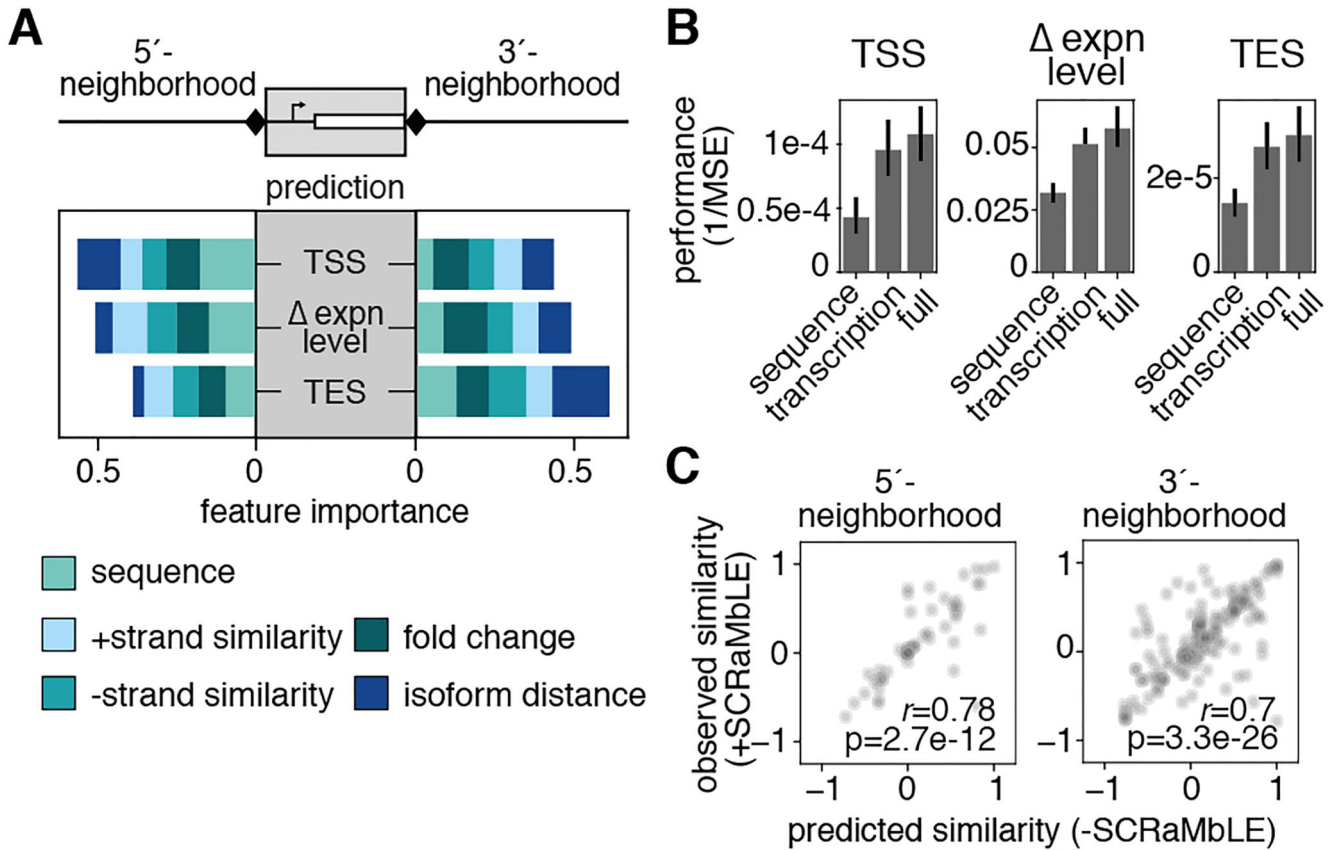 A
5´-
neighborhood
3´-
neighborhood
prediction
TSS
Δ expn
level
TES
0.5
0
0
0.5
feature importance
sequence
+strand similarity
fold change
-strand similarity
isoform distance
B
TSS
Δ expn
level
TES
performance
(1/MSE)
1e-4
0.5e-4
0
0.05
0.025
0
2e-5
0
sequence
transcription
full
sequence
transcription
full
sequence
transcription
full
C
5´-
neighborhood
3´-
neighborhood
observed similarity
(+SCRaMbLE)
1
0
−1
r=0.78
p=2.7e-12
−1
0
1
1
0
−1
r=0.7
p=3.3e-26
−1
0
1
predicted similarity (-SCRaMbLE)